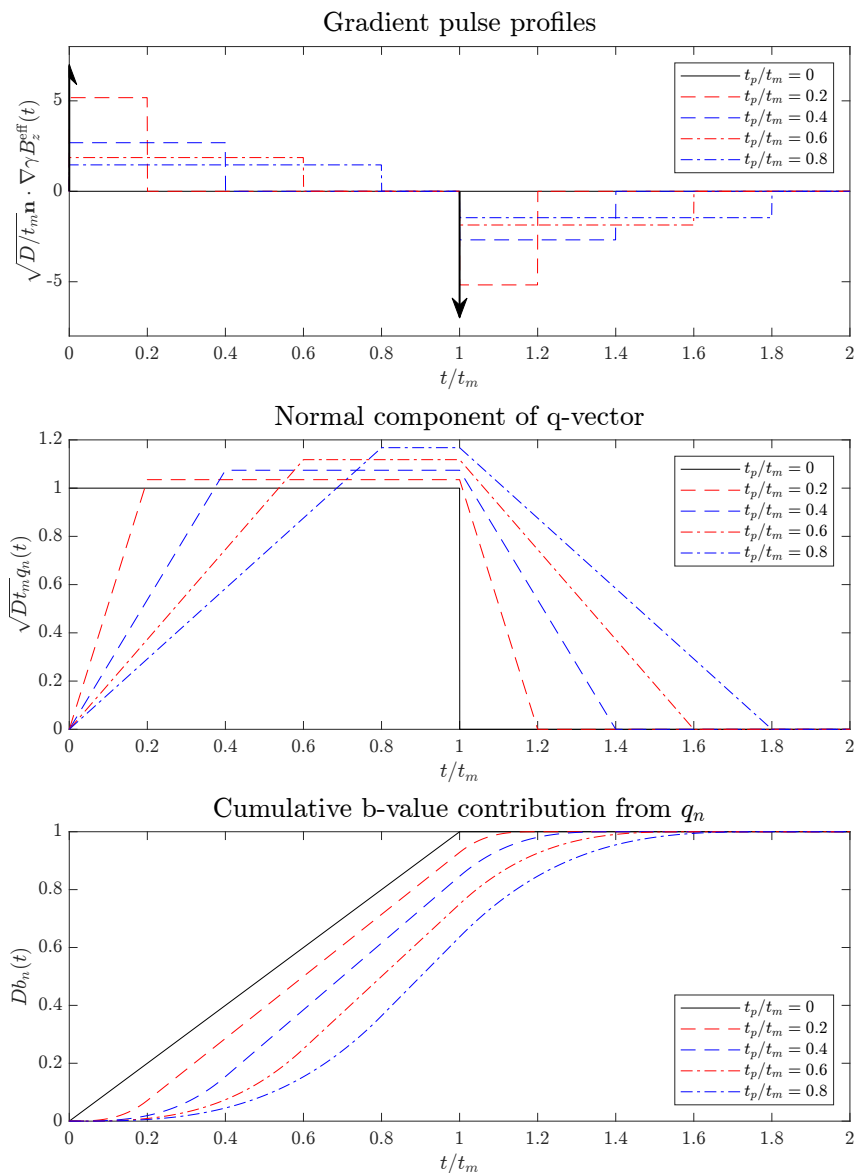 Gradient pulse profiles
√D/t_m n · ∇γB_z^eff(t)
5
0
-5
t_p/t_m = 0
t_p/t_m = 0.2
t_p/t_m = 0.4
t_p/t_m = 0.6
t_p/t_m = 0.8
0 0.2 0.4 0.6 0.8 1 1.2 1.4 1.6 1.8 2
t/t_m
Normal component of q-vector
√Dt_m q_n(t)
1.2
1
0.8
0.6
0.4
0.2
0
t_p/t_m = 0
t_p/t_m = 0.2
t_p/t_m = 0.4
t_p/t_m = 0.6
t_p/t_m = 0.8
0 0.2 0.4 0.6 0.8 1 1.2 1.4 1.6 1.8 2
t/t_m
Cumulative b-value contribution from q_n
Db_n(t)
1
0.8
0.6
0.4
0.2
0
t_p/t_m = 0
t_p/t_m = 0.2
t_p/t_m = 0.4
t_p/t_m = 0.6
t_p/t_m = 0.8
0 0.2 0.4 0.6 0.8 1 1.2 1.4 1.6 1.8 2
t/t_m